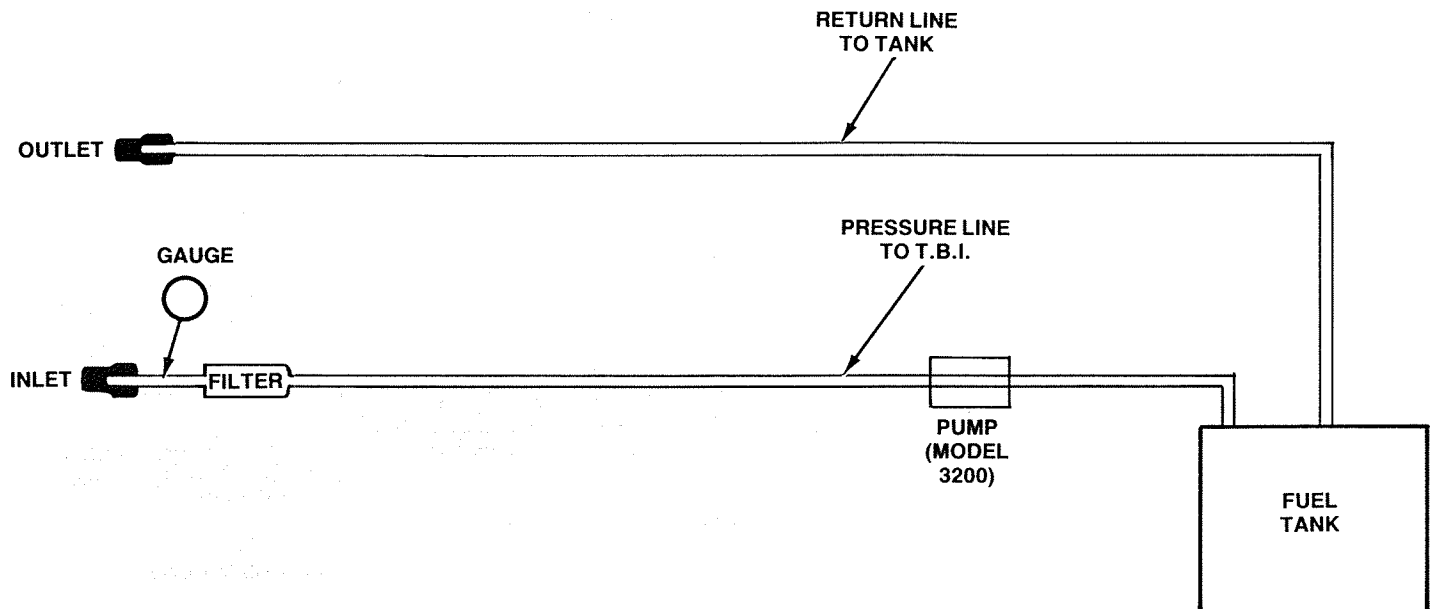 RETURN LINE
TO TANK
OUTLET
PRESSURE LINE
TO T.B.I.
GAUGE
INLET
FILTER
PUMP
(MODEL
3200)
FUEL
TANK